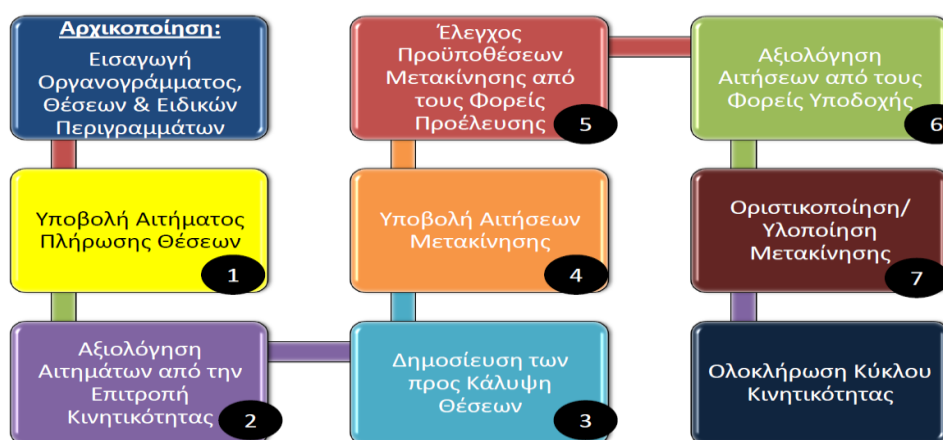 Αρχικοποίηση:
Εισαγωγή
Οργανογράμματος,
Θέσεων & Ειδικών
Περιγραμμάτων
Υποβολή Αιτήματος
Πλήρωσης Θέσεων
1
Αξιολόγηση
Αιτημάτων από την
Επιτροπή
Κινητικότητας
2
Δημοσίευση των
προς Κάλυψη
Θέσεων
3
Υποβολή Αιτήσεων
Μετακίνησης
4
Έλεγχος
Προϋποθέσεων
Μετακίνησης από
τους Φορείς
Προέλευσης
5
Αξιολόγηση
Αιτήσεων από τους
Φορείς Υποδοχής
6
Οριστικοποίηση/
Υλοποίηση
Μετακίνησης
7
Ολοκλήρωση Κύκλου
Κινητικότητας